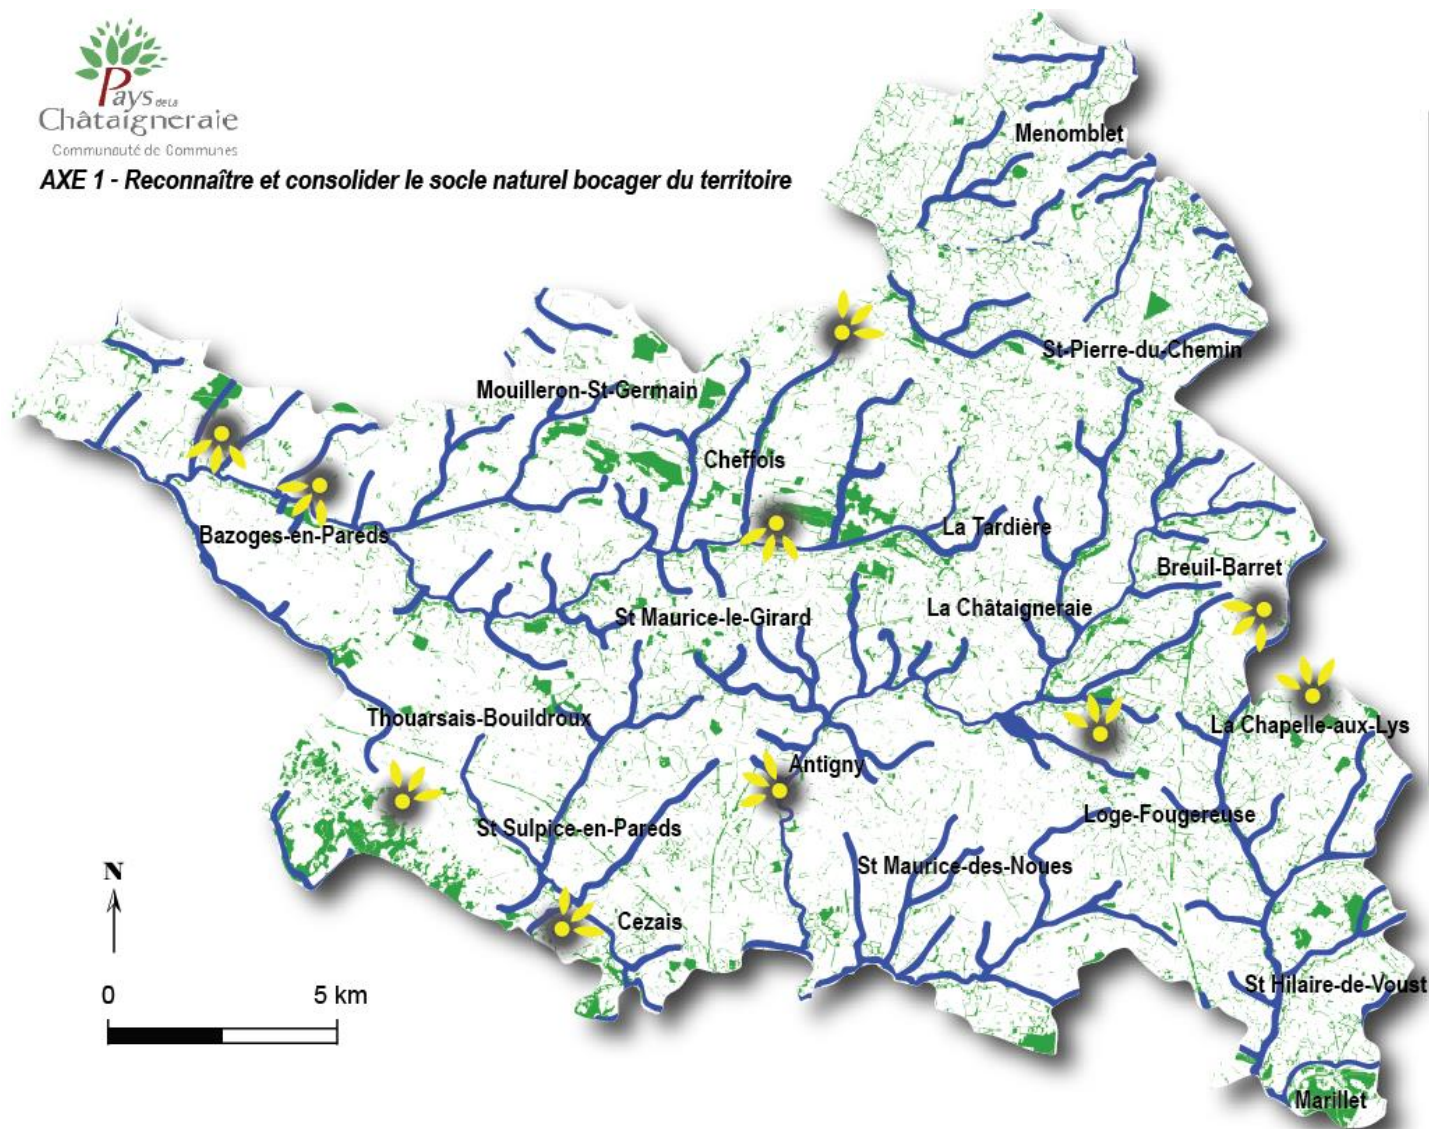 Pays de la
Châtaigneraie
Communauté de Communes
AXE 1 - Reconnaître et consolider le socle naturel bocager du territoire
Menomblet
St-Pierre-du-Chemin
Mouilleron-St-Germain
Cheffois
Bazoges-en-Pareds
La Tardière
Breuil-Barret
La Châtaigneraie
St Maurice-le-Girard
Thouarsais-Bouildroux
La Chapelle-aux-Lys
Antigny
Loge-Fougereuse
St Sulpice-en-Pareds
St Maurice-des-Noues
N
Cezais
St Hilaire-de-Voust
0 5 km
Marillet